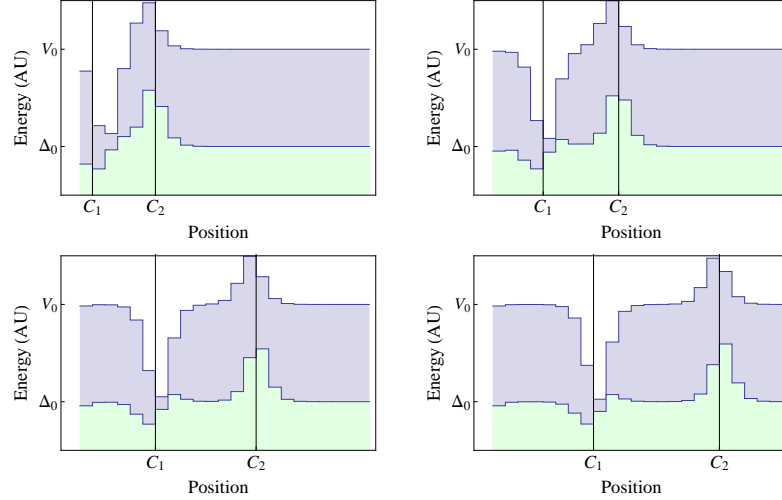 Energy (AU)
V₀
Δ₀
C₁
C₂
Position
Energy (AU)
V₀
Δ₀
C₁
C₂
Position
Energy (AU)
V₀
Δ₀
C₁
C₂
Position
Energy (AU)
V₀
Δ₀
C₁
C₂
Position